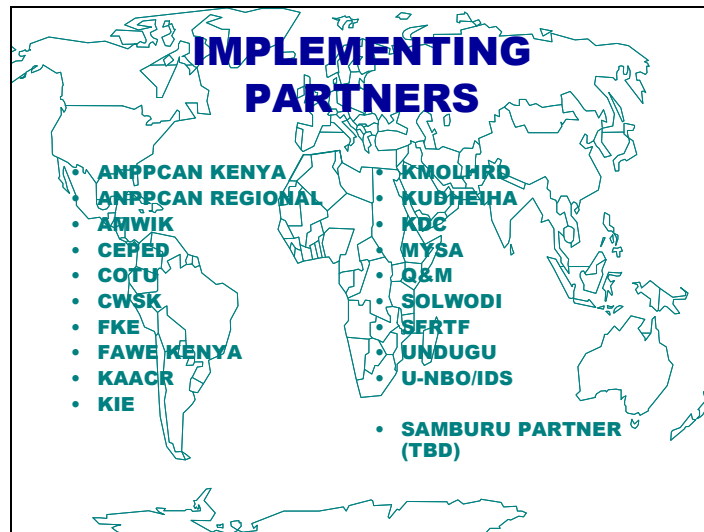 IMPLEMENTING
PARTNERS
• ANPPCAN KENYA
• ANPPCAN REGIONAL
• AMWIK
• CEPED
• COTU
• CWSK
• FKE
• FAWE KENYA
• KAACR
• KIE
• KMOLHRD
• KUDHEIHA
• KDC
• MYSA
• Q&M
• SOLWODI
• SFRTF
• UNDUGU
• U-NBO/IDS
• SAMBURU PARTNER
(TBD)